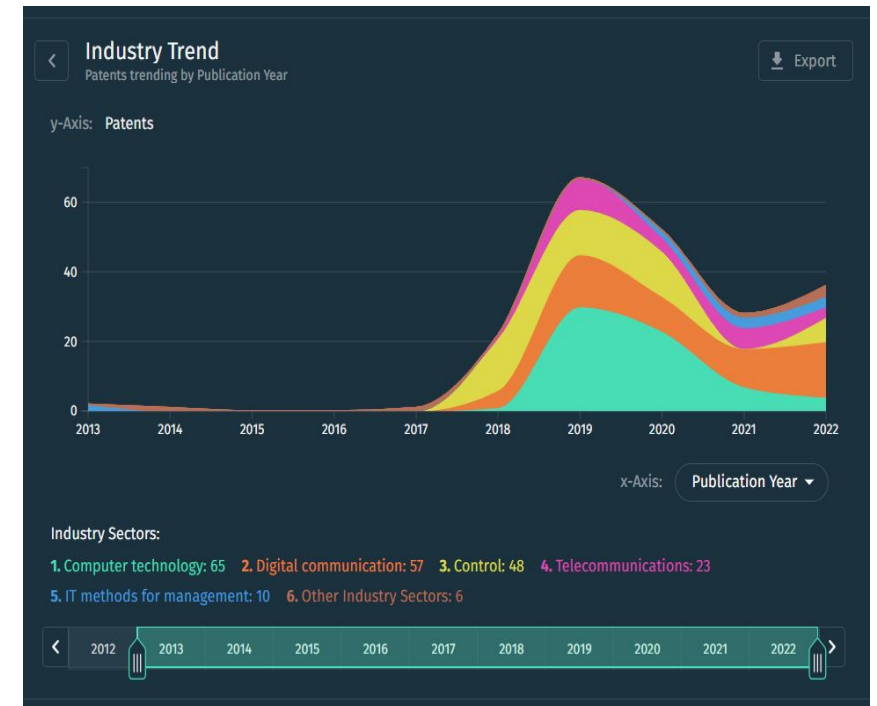 Industry Trend
Patents trending by Publication Year
Export
y-Axis: Patents
60
40
20
0
2013 2014 2015 2016 2017 2018 2019 2020 2021 2022
x-Axis: Publication Year
Industry Sectors:
1. Computer technology: 65 2. Digital communication: 57 3. Control: 48 4. Telecommunications: 23
5. IT methods for management: 10 6. Other Industry Sectors: 6
2012 2013 2014 2015 2016 2017 2018 2019 2020 2021 2022